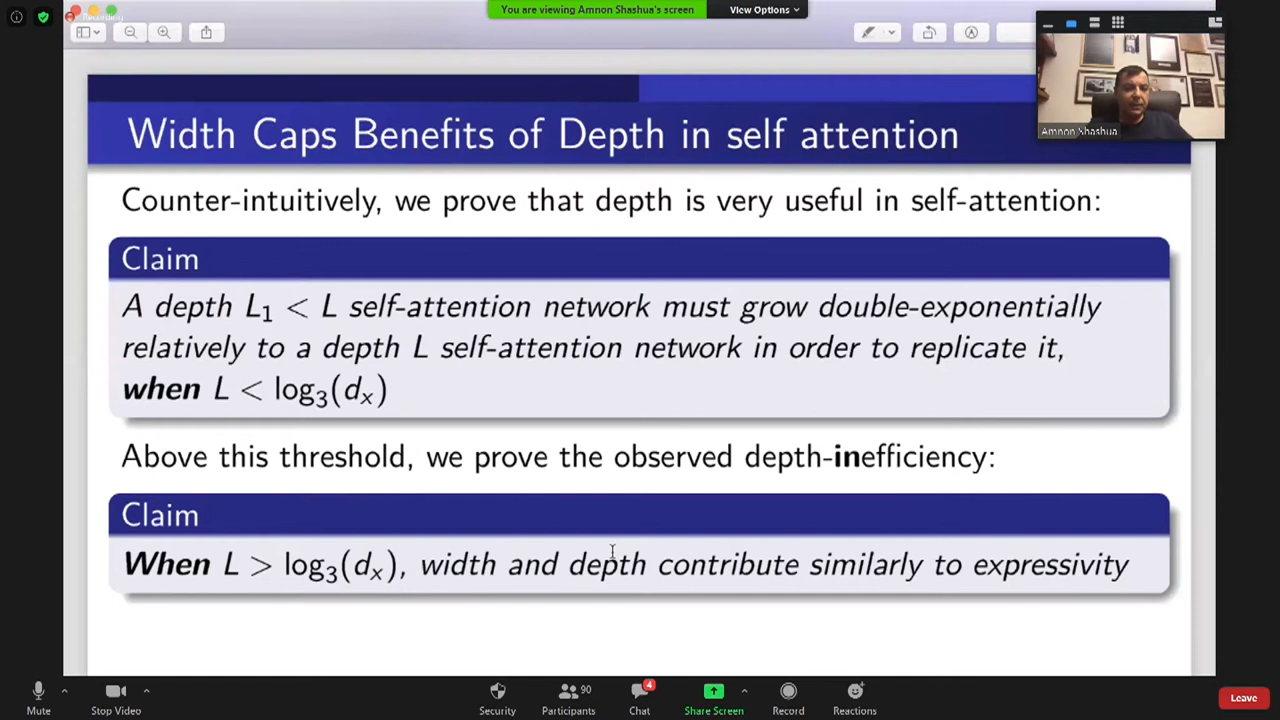 Recording
You are viewing Amnon Shashua's screen
View Options
Amnon Shashua
Width Caps Benefits of Depth in self attention
Counter-intuitively, we prove that depth is very useful in self-attention:
Claim
A depth L₁ < L self-attention network must grow double-exponentially
relatively to a depth L self-attention network in order to replicate it,
when L < log₃(dₓ)
Above this threshold, we prove the observed depth-inefficiency:
Claim
When L > log₃(dₓ), width and depth contribute similarly to expressivity
Mute
Stop Video
Security
90
Participants
4
Chat
Share Screen
Record
Reactions
Leave